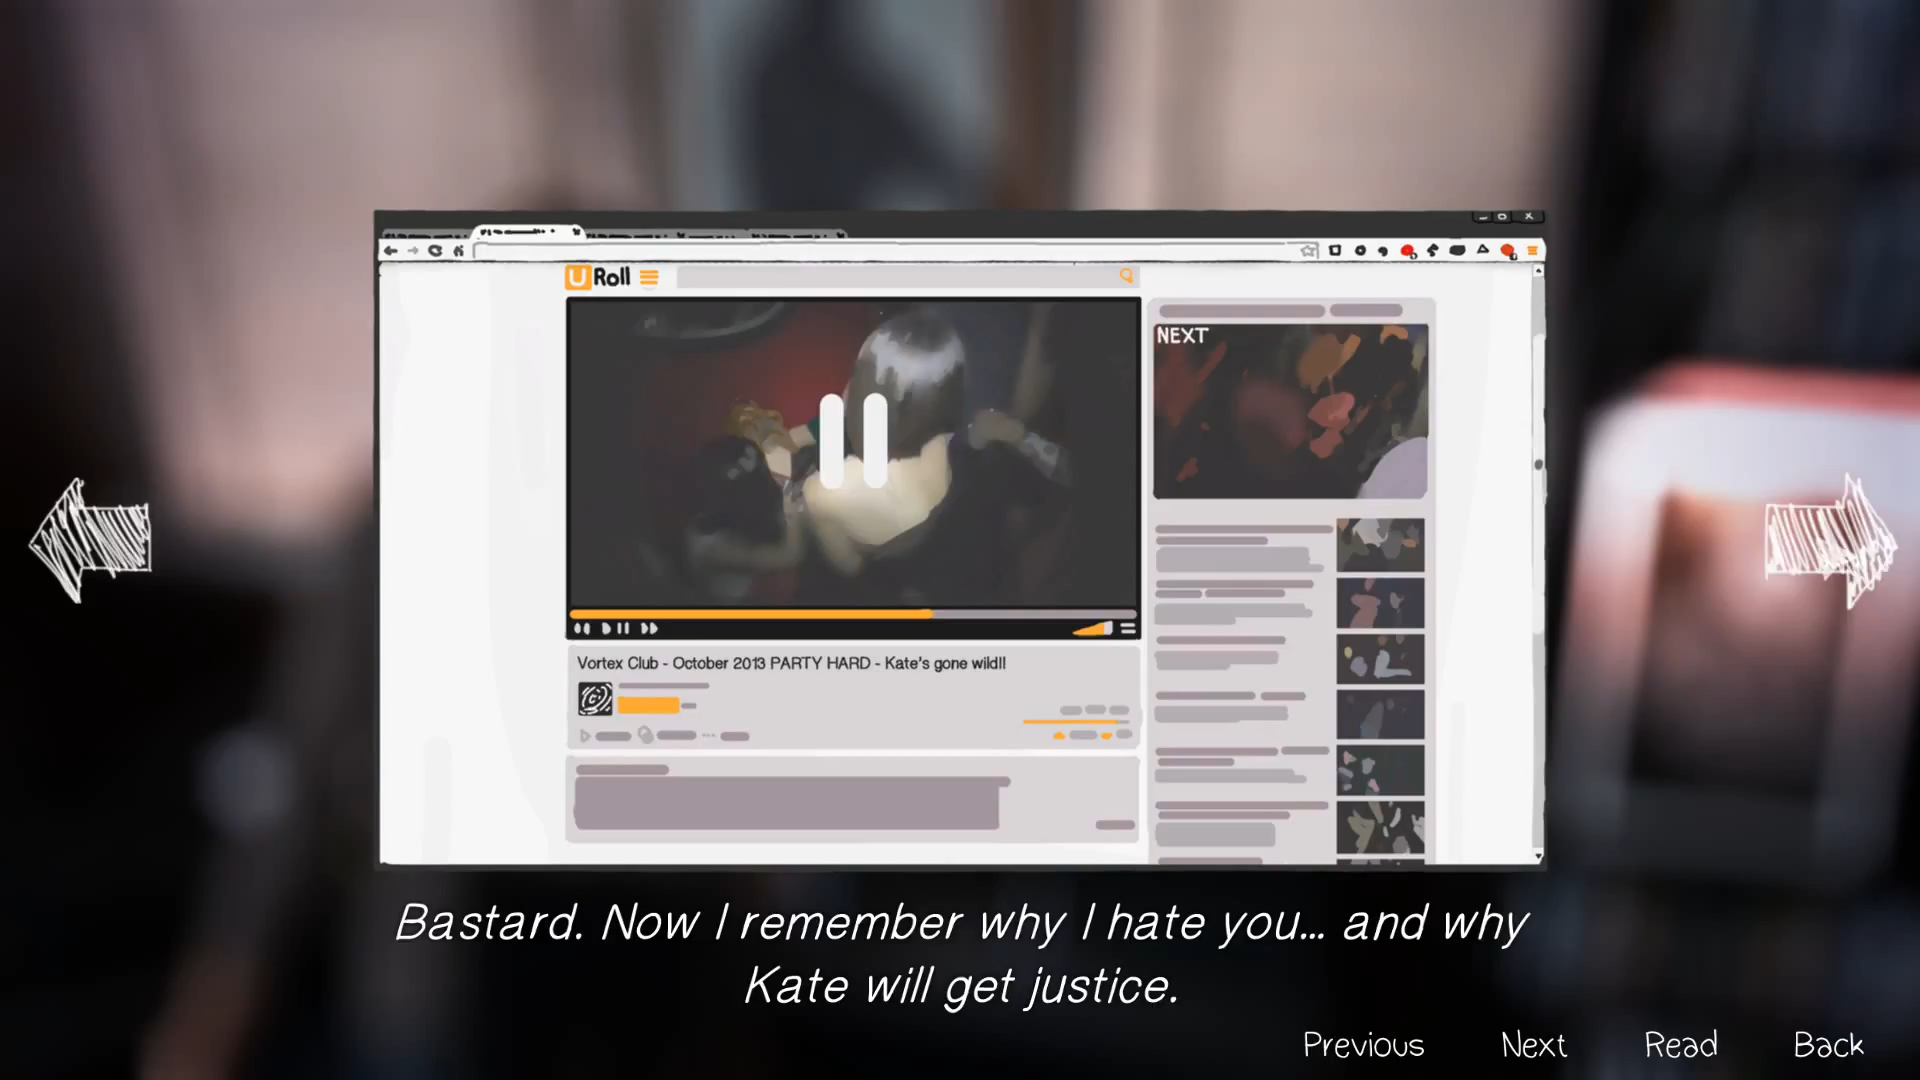 U Roll
NEXT
Vortex Club - October 2013 PARTY HARD - Kate's gone wild!!
Bastard. Now I remember why I hate you... and why
Kate will get justice.
Previous Next Read Back